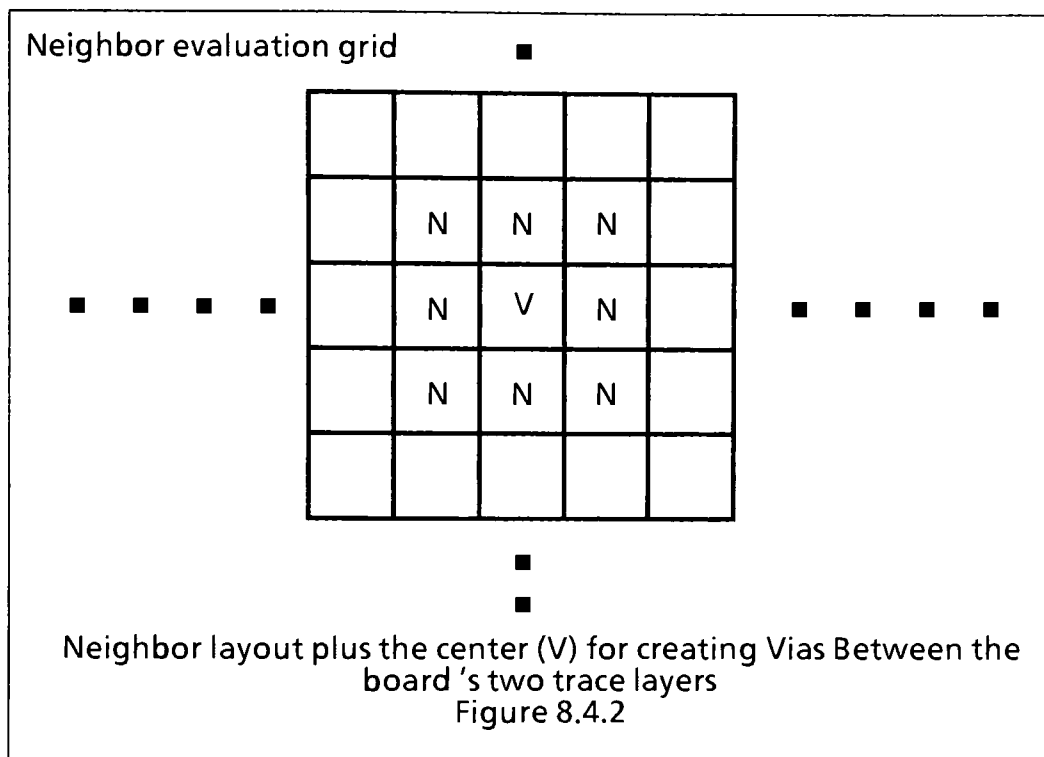 Neighbor evaluation grid
N N N
N V N
N N N
Neighbor layout plus the center (V) for creating Vias Between the
board 's two trace layers
Figure 8.4.2